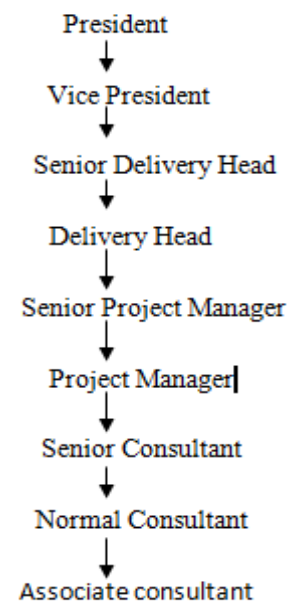 President
Vice President
Senior Delivery Head
Delivery Head
Senior Project Manager
Project Manager
Senior Consultant
Normal Consultant
Associate consultant